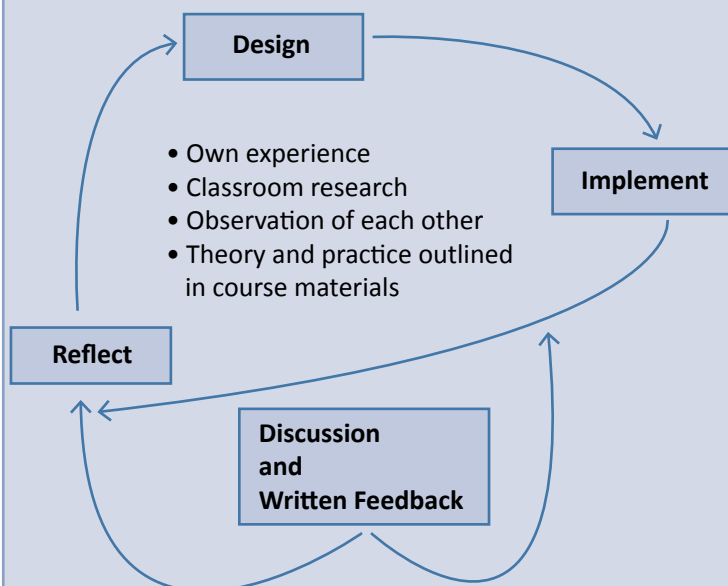 Design
• Own experience
• Classroom research
• Observation of each other
• Theory and practice outlined
in course materials
Implement
Reflect
Discussion
and
Written Feedback